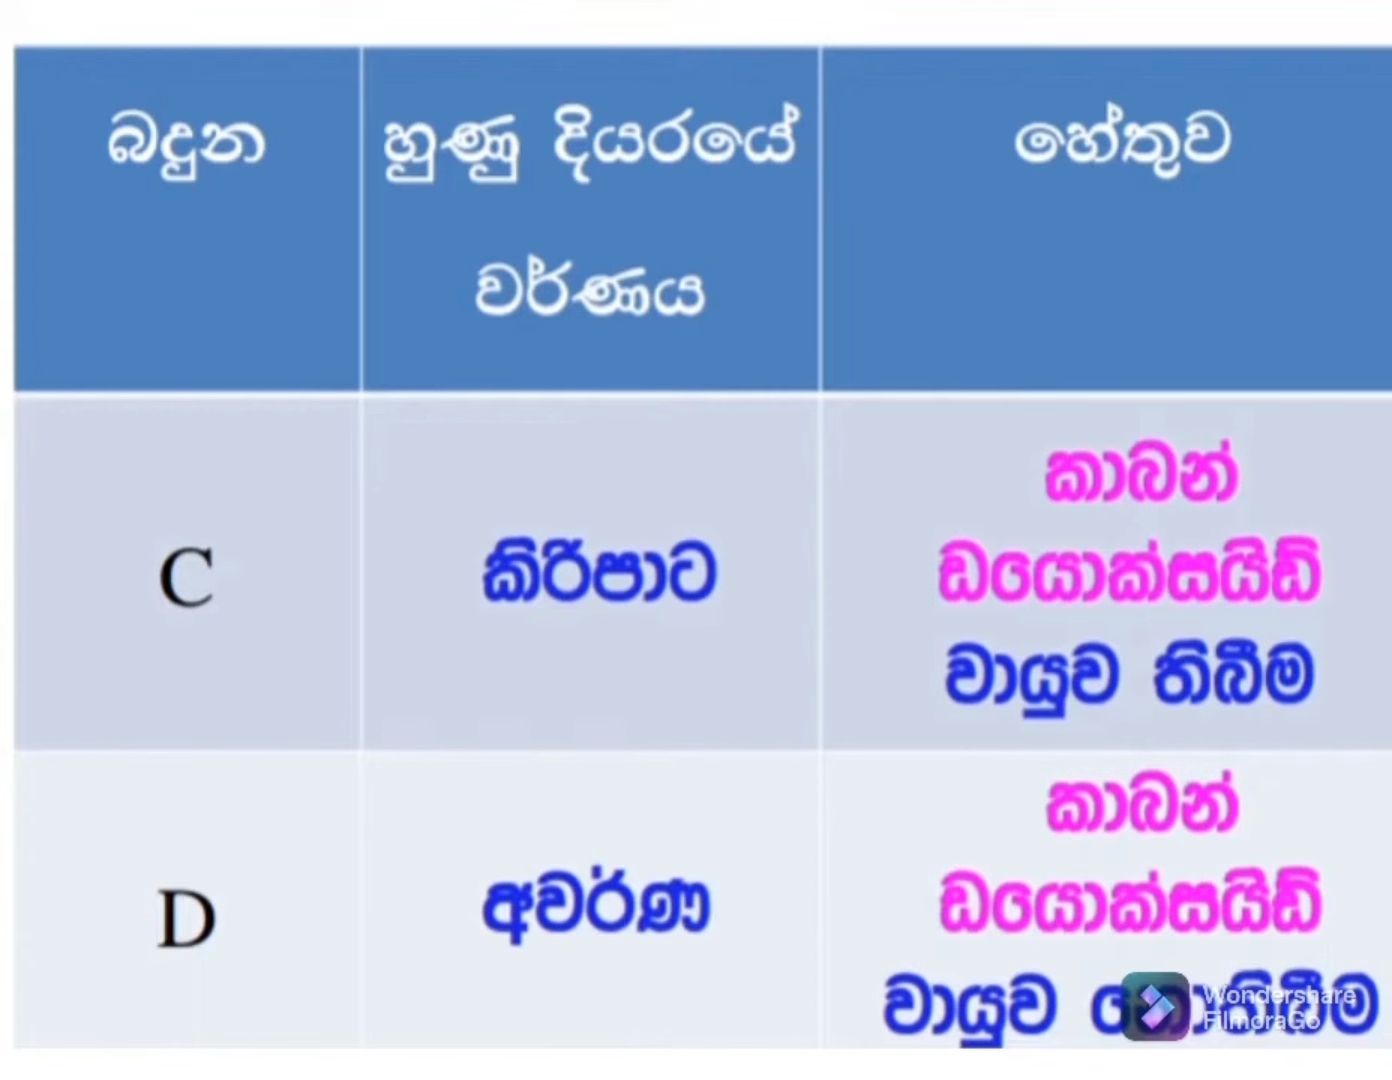 බඳුන
හුණු දියරයේ
වර්ණය
හේතුව
C
කිරිපාට
කාබන්
ඩයොක්සයිඩ්
වායුව තිබීම
D
අවර්ණ
කාබන්
ඩයොක්සයිඩ්
වායුව නොතිබීම
Wondershare
FilmoraGo